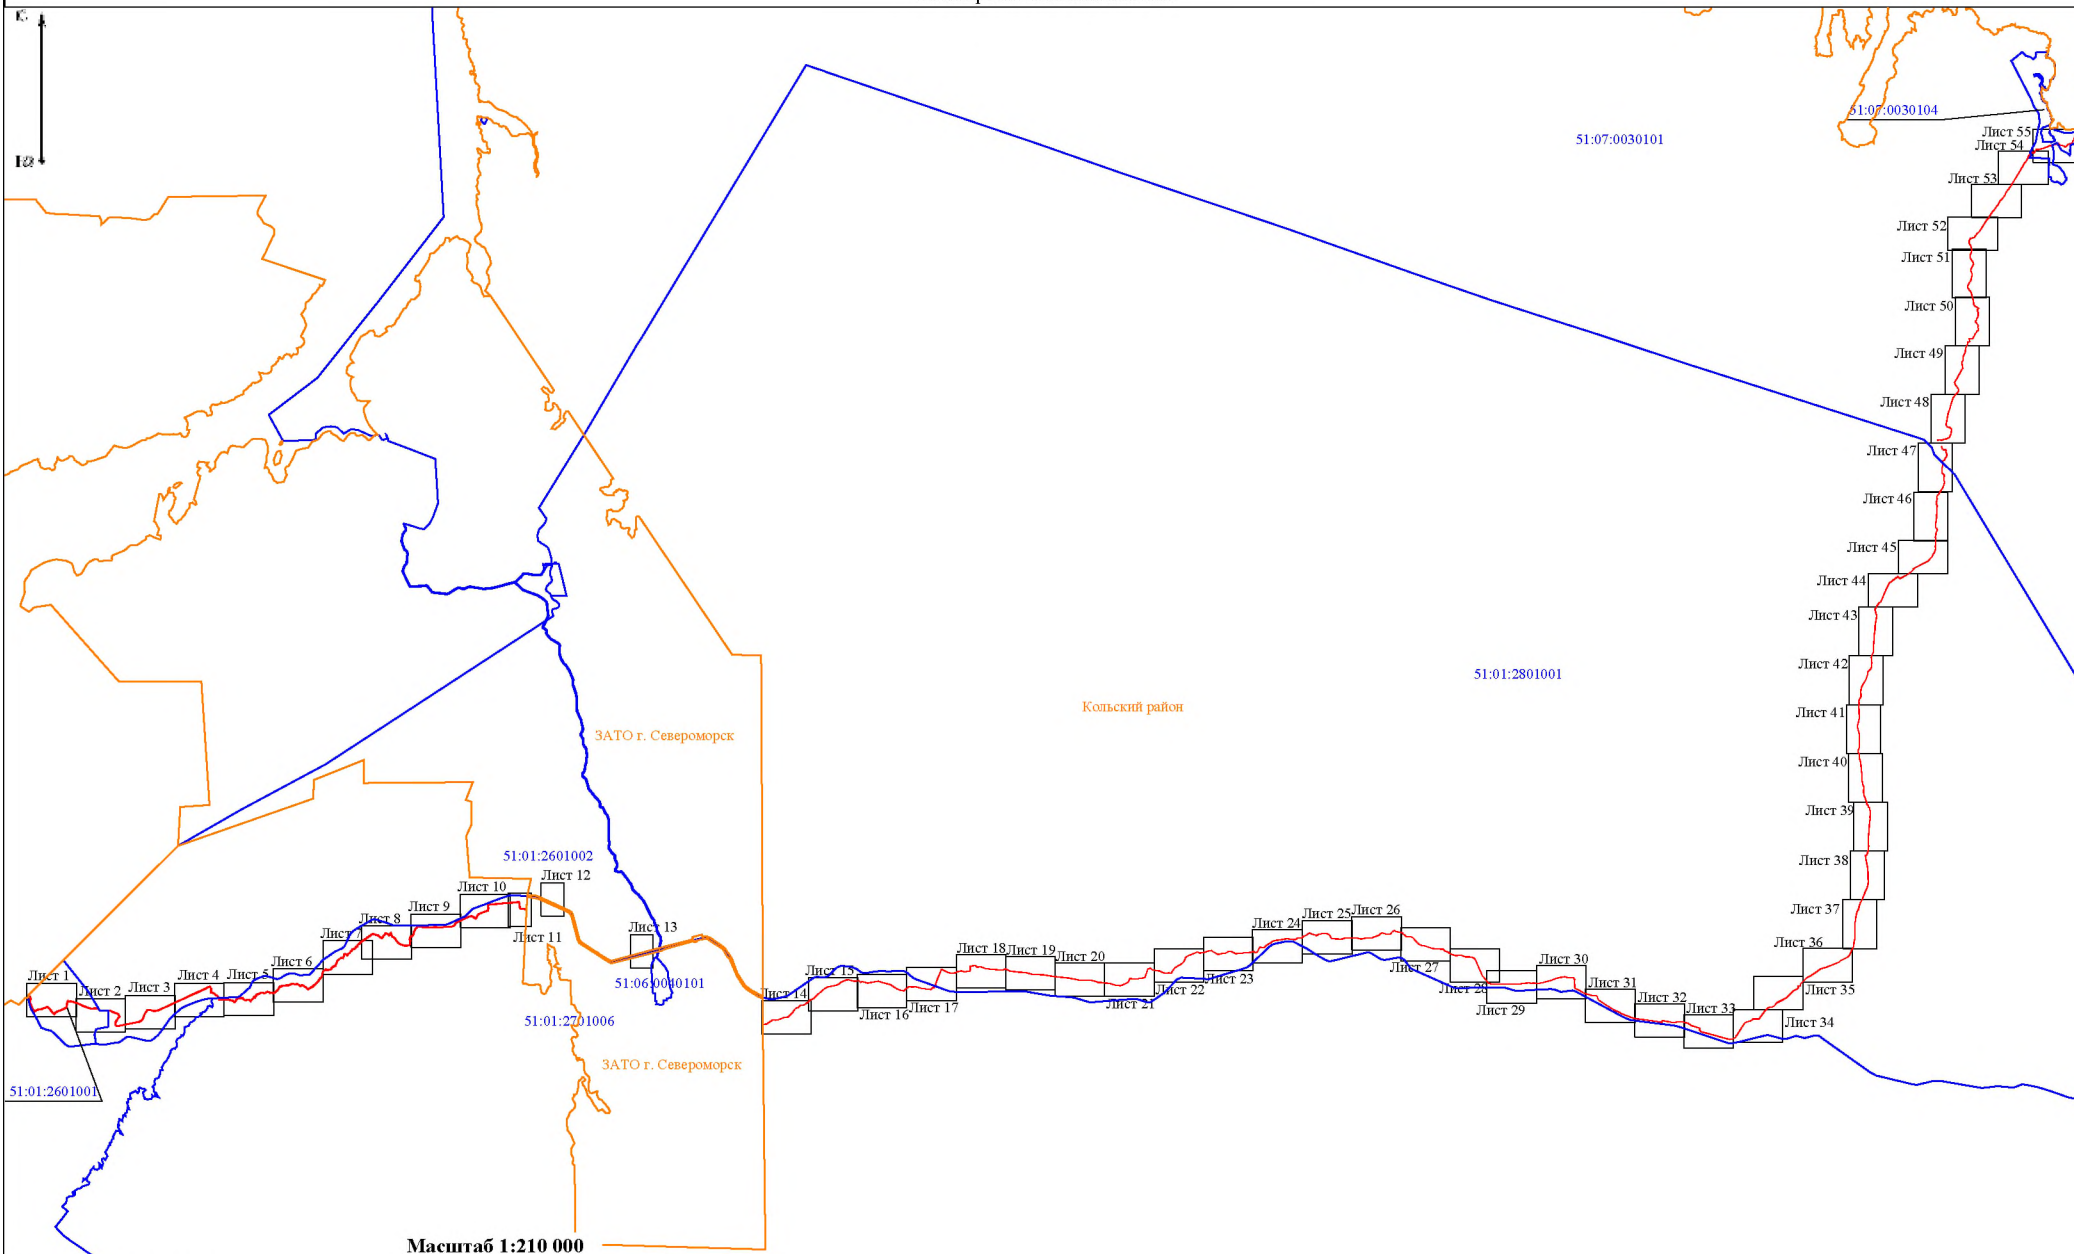 51:07:0030104
51:07:0030101
Лист 55
Лист 54
Лист 53
Лист 52
Лист 51
Лист 50
Лист 49
Лист 48
Лист 47
Лист 46
Лист 45
Лист 44
Лист 43
Лист 42
51:01:2801001
Кольский район
Лист 41
ЗАТО г. Североморск
Лист 40
Лист 39
51:01:2601002
Лист 38
Лист 12
Лист 10
Лист 9
Лист 8
Лист 7
Лист 11
Лист 13
Лист 37
Лист 36
Лист 26
Лист 25
Лист 24
Лист 18
Лист 19
Лист 20
Лист 23
Лист 27
Лист 30
Лист 6
Лист 5
Лист 4
Лист 3
Лист 2
Лист 1
51:06:0040101
Лист 15
Лист 14
Лист 16
Лист 17
Лист 21
Лист 22
Лист 28
Лист 29
Лист 31
Лист 32
Лист 33
Лист 35
Лист 34
51:01:2701006
ЗАТО г. Североморск
51:01:2601001
Масштаб 1:210 000